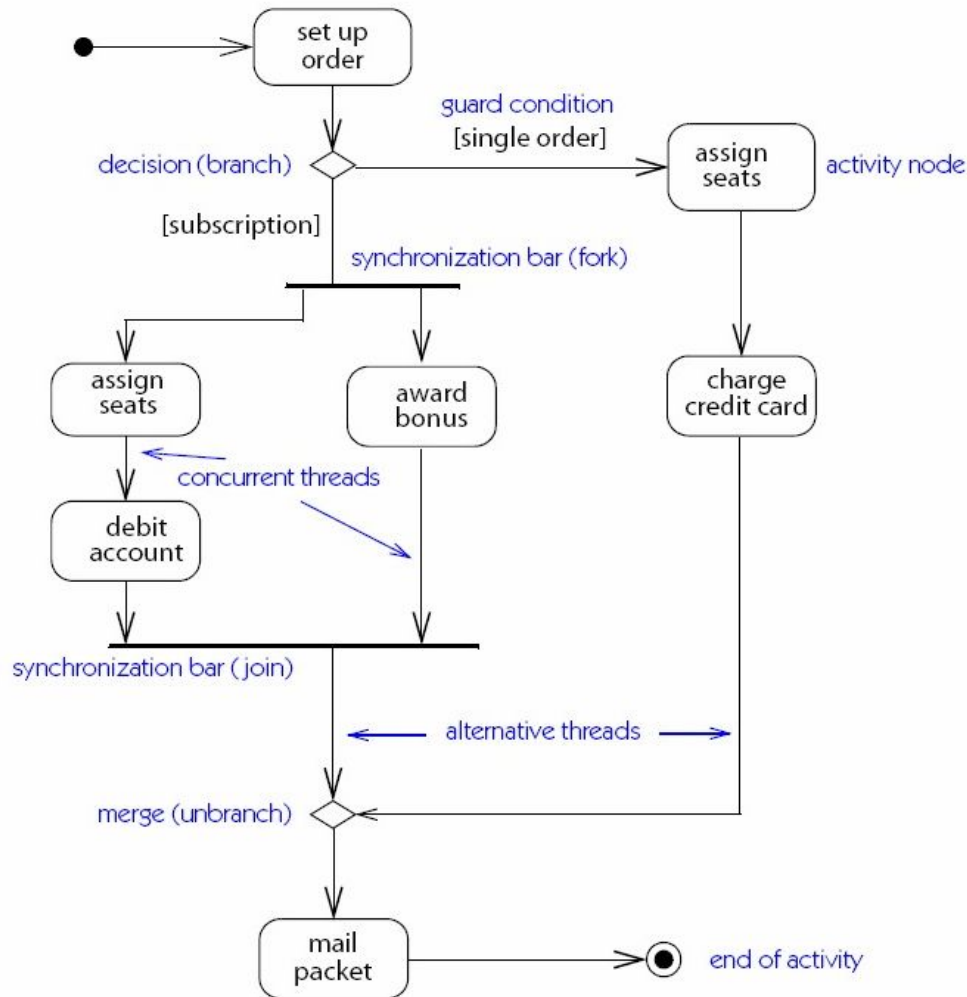 set up
order
guard condition
[single order]
decision (branch)
assign
seats
activity node
[subscription]
synchronization bar (fork)
assign
seats
award
bonus
charge
credit card
concurrent threads
debit
account
synchronization bar (join)
alternative threads
merge (unbranch)
mail
packet
end of activity